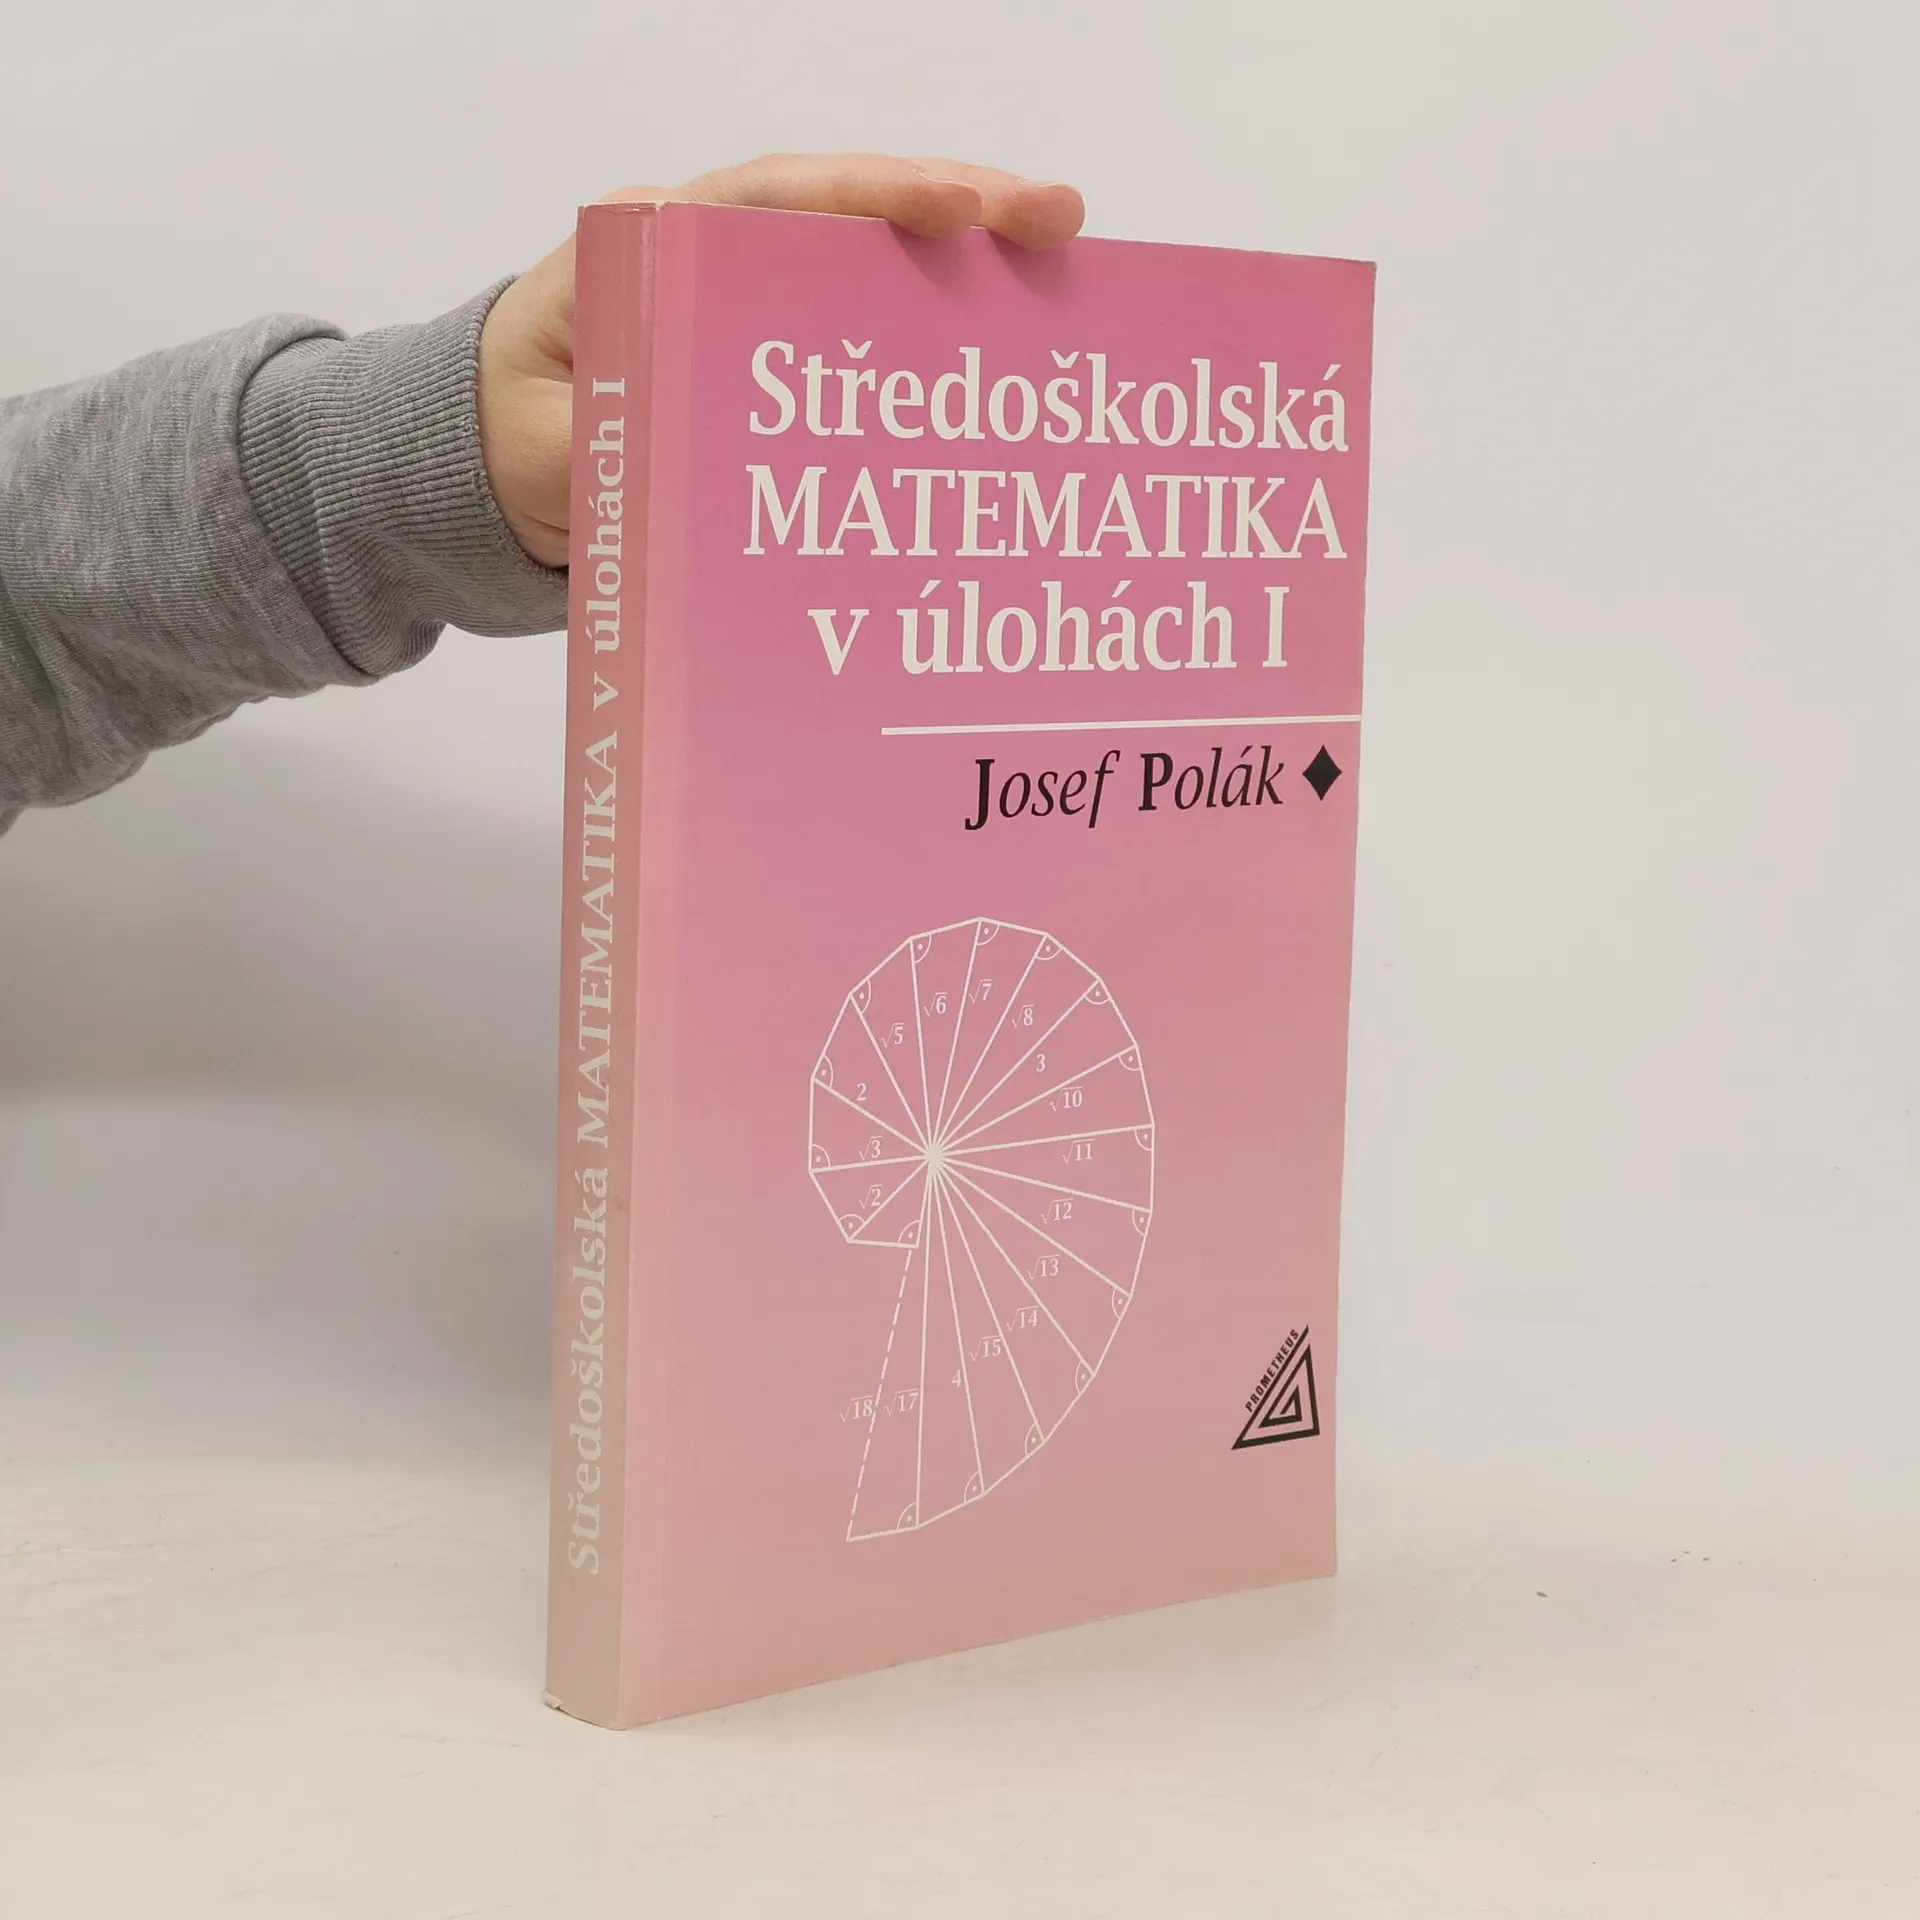 Středoškolská MATEMATIKA v úlohách I
Středoškolská
MATEMATIKA
v úlohách I
Josef Polák
√6
√7
√5
√8
3
2
√10
√3
√11
√2
√12
√13
√14
√15
4
√18
√17
PROMETHEUS